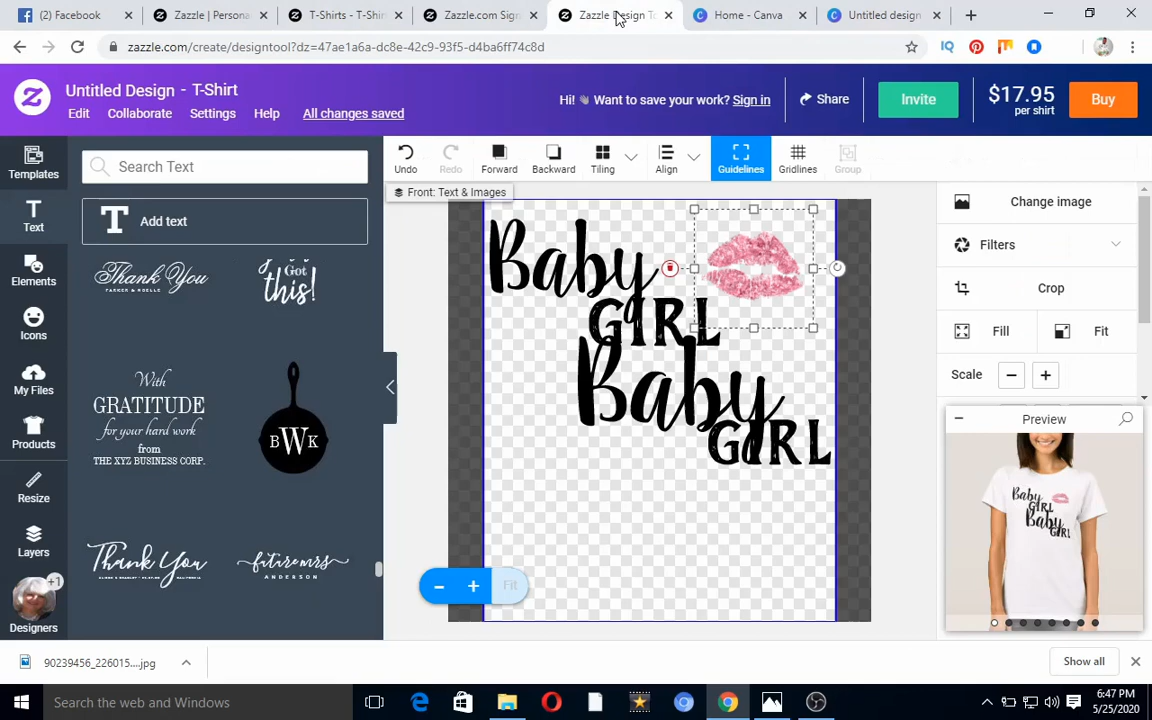 (2) Facebook
Zazzle | Persona
T-Shirts - T-Shir
Zazzle.com Sign
Zazzle Design To
Home - Canva
Untitled design
zazzle.com/create/designtool?dz=47ae1a6a-dc8e-42c9-93f5-d4ba6ff74c8d
Untitled Design - T-Shirt
Edit Collaborate Settings Help All changes saved
Hi! Want to save your work? Sign in
Share
Invite
$17.95
per shirt
Buy
Templates
Text
Elements
Icons
My Files
Products
Resize
Layers
+1
Designers
Search Text
Add text
Thank You
PARKER & NOELLE
Got
this!
With
GRATITUDE
for your hard work
from
THE XYZ BUSINESS CORP.
BWK
Thank You
ANDERSON
Undo Redo Forward Backward Tiling Align Guidelines Gridlines Group
Front: Text & Images
Baby
GIRL
Baby
GIRL
Fit
Change image
Filters
Crop
Fill Fit
Scale
Preview
Baby
GIRL
Baby
GIRL
90239456_226015....jpg
Show all
Search the web and Windows
6:47 PM
5/25/2020